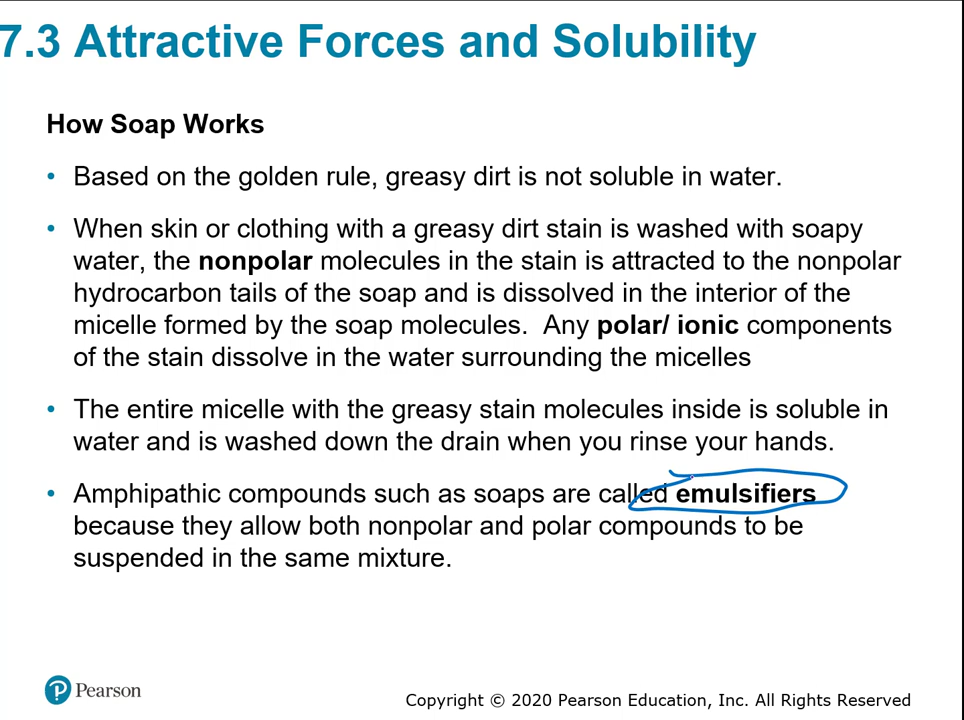 7.3 Attractive Forces and Solubility
How Soap Works
• Based on the golden rule, greasy dirt is not soluble in water.
• When skin or clothing with a greasy dirt stain is washed with soapy
water, the nonpolar molecules in the stain is attracted to the nonpolar
hydrocarbon tails of the soap and is dissolved in the interior of the
micelle formed by the soap molecules.  Any polar/ ionic components
of the stain dissolve in the water surrounding the micelles
• The entire micelle with the greasy stain molecules inside is soluble in
water and is washed down the drain when you rinse your hands.
• Amphipathic compounds such as soaps are called emulsifiers
because they allow both nonpolar and polar compounds to be
suspended in the same mixture.
P Pearson
Copyright © 2020 Pearson Education, Inc. All Rights Reserved